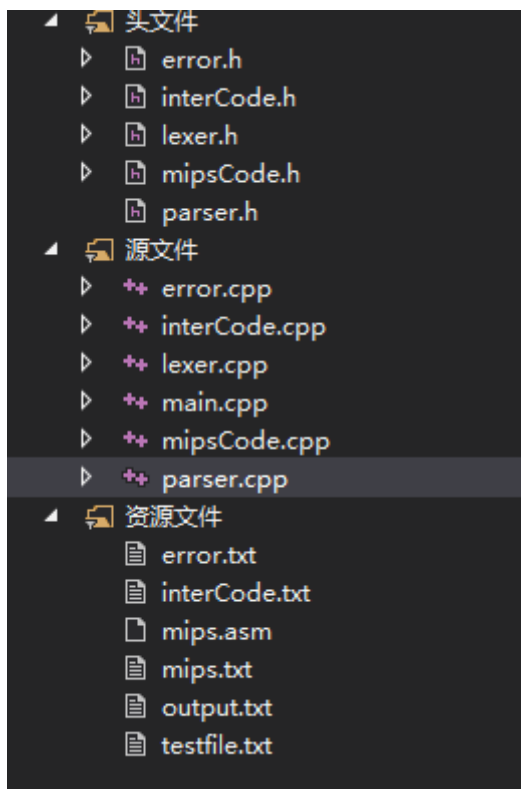 头文件
error.h
interCode.h
lexer.h
mipsCode.h
parser.h
源文件
error.cpp
interCode.cpp
lexer.cpp
main.cpp
mipsCode.cpp
parser.cpp
资源文件
error.txt
interCode.txt
mips.asm
mips.txt
output.txt
testfile.txt